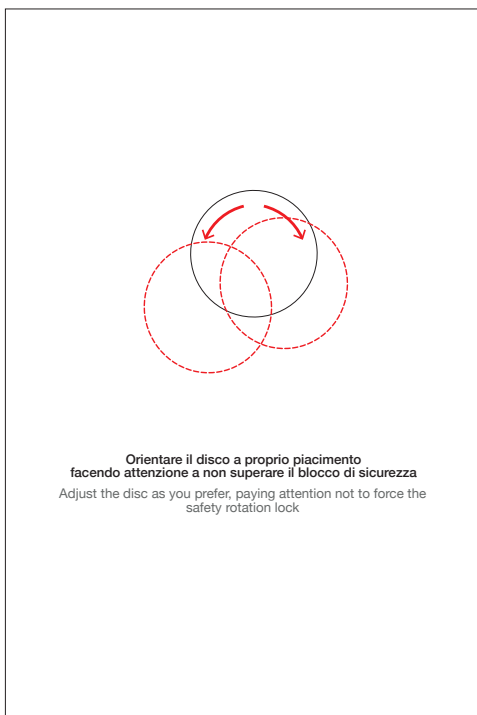 Orientare il disco a proprio piacimento
facendo attenzione a non superare il blocco di sicurezza
Adjust the disc as you prefer, paying attention not to force the
safety rotation lock